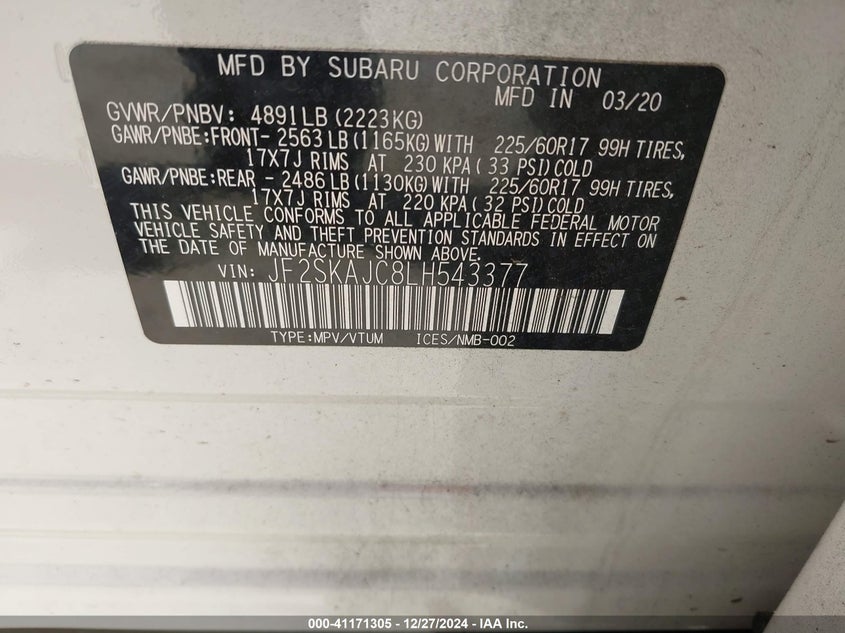 MFD BY SUBARU CORPORATION
MFD IN 03/20
GVWR/PNBV: 4891LB (2223KG)
GAWR/PNBE:FRONT- 2563 LB (1165KG) WITH 225/60R17 99H TIRES,
17X7J RIMS AT 230 KPA ( 33 PSI) COLD
GAWR/PNBE:REAR - 2486 LB (1130KG) WITH 225/60R17 99H TIRES,
17X7J RIMS AT 220 KPA ( 32 PSI) COLD
THIS VEHICLE CONFORMS TO ALL APPLICABLE FEDERAL MOTOR
VEHICLE SAFETY AND THEFT PREVENTION STANDARDS IN EFFECT ON
THE DATE OF MANUFACTURE SHOWN ABOVE.
VIN: JF2SKAJC8LH543377
TYPE:MPV/VTUM ICES/NMB-002
000-41171305 - 12/27/2024 - IAA Inc.